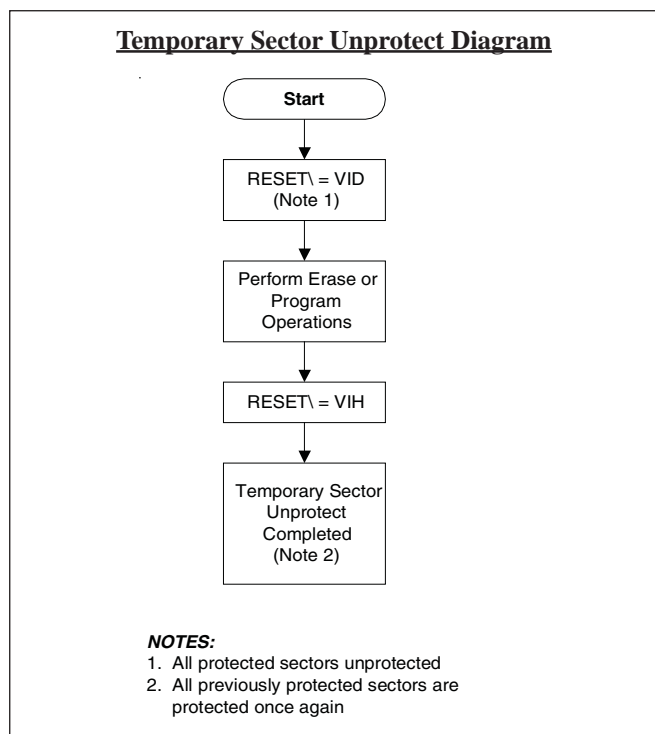 Temporary Sector Unprotect Diagram
Start
RESET\ = VID
(Note 1)
Perform Erase or
Program
Operations
RESET\ = VIH
Temporary Sector
Unprotect
Completed
(Note 2)
NOTES:
1. All protected sectors unprotected
2. All previously protected sectors are
protected once again